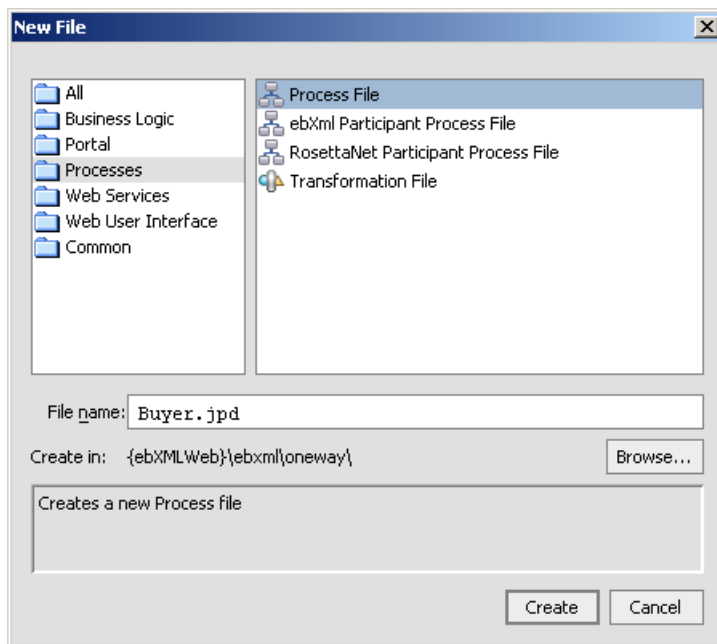 New File
All
Business Logic
Portal
Processes
Web Services
Web User Interface
Common
Process File
ebXml Participant Process File
RosettaNet Participant Process File
Transformation File
File name: Buyer.jpd
Create in: {ebXMLWeb}\ebxml\oneway\ Browse...
Creates a new Process file
Create Cancel